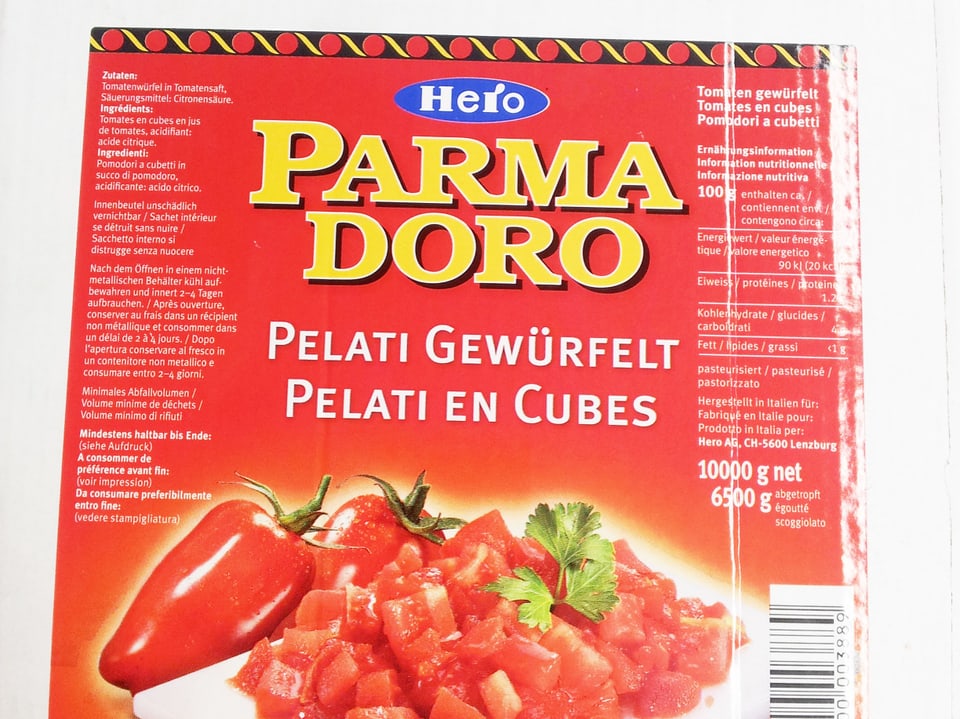 Zutaten:
Tomatenwürfel in Tomatensaft,
Säuerungsmittel: Citronensäure.
Ingrédients:
Tomates en cubes en jus
de tomates, acidifiant:
acide citrique.
Ingredienti:
Pomodori a cubetti in
succo di pomodoro,
acidificante: acido citrico.
Innenbeutel unschädlich
vernichtbar / Sachet intérieur
se détruit sans nuire /
Sacchetto interno si
distrugge senza nuocere
Nach dem Öffnen in einem nicht-
metallischen Behälter kühl auf-
bewahren und innert 2–4 Tagen
aufbrauchen. / Après ouverture,
conserver au frais dans un récipient
non métallique et consommer dans
un délai de 2 à 4 jours. / Dopo
l'apertura conservare al fresco in
un contenitore non metallico e
consumare entro 2–4 giorni.
Minimales Abfallvolumen /
Volume minime de déchets /
Volume minimo di rifiuti
Mindestens haltbar bis Ende:
(siehe Aufdruck)
A consommer de
préférence avant fin:
(voir impression)
Da consumare preferibilmente
entro fine:
(vedere stampigliatura)
Hero
PARMA
DORO
PELATI GEWÜRFELT
PELATI EN CUBES
Tomaten gewürfelt
Tomates en cubes
Pomodori a cubetti
Ernährungsinformation /
Information nutritionnelle
Informazione nutritiva
100 g enthalten ca. /
contiennent env. /
contengono circa:
Energiewert / valeur énergé-
tique / valore energetico
90 kJ (20 kc
Eiweiss / protéines / proteine
1.2
Kohlenhydrate / glucides /
carboidrati
Fett / lipides / grassi <1 g
pasteurisiert / pasteurisé /
pastorizzato
Hergestellt in Italien für:
Fabriqué en Italie pour:
Prodotto in Italia per:
Hero AG, CH-5600 Lenzburg
10000 g net
6500 g abgetropft
égoutté
scoggiolato